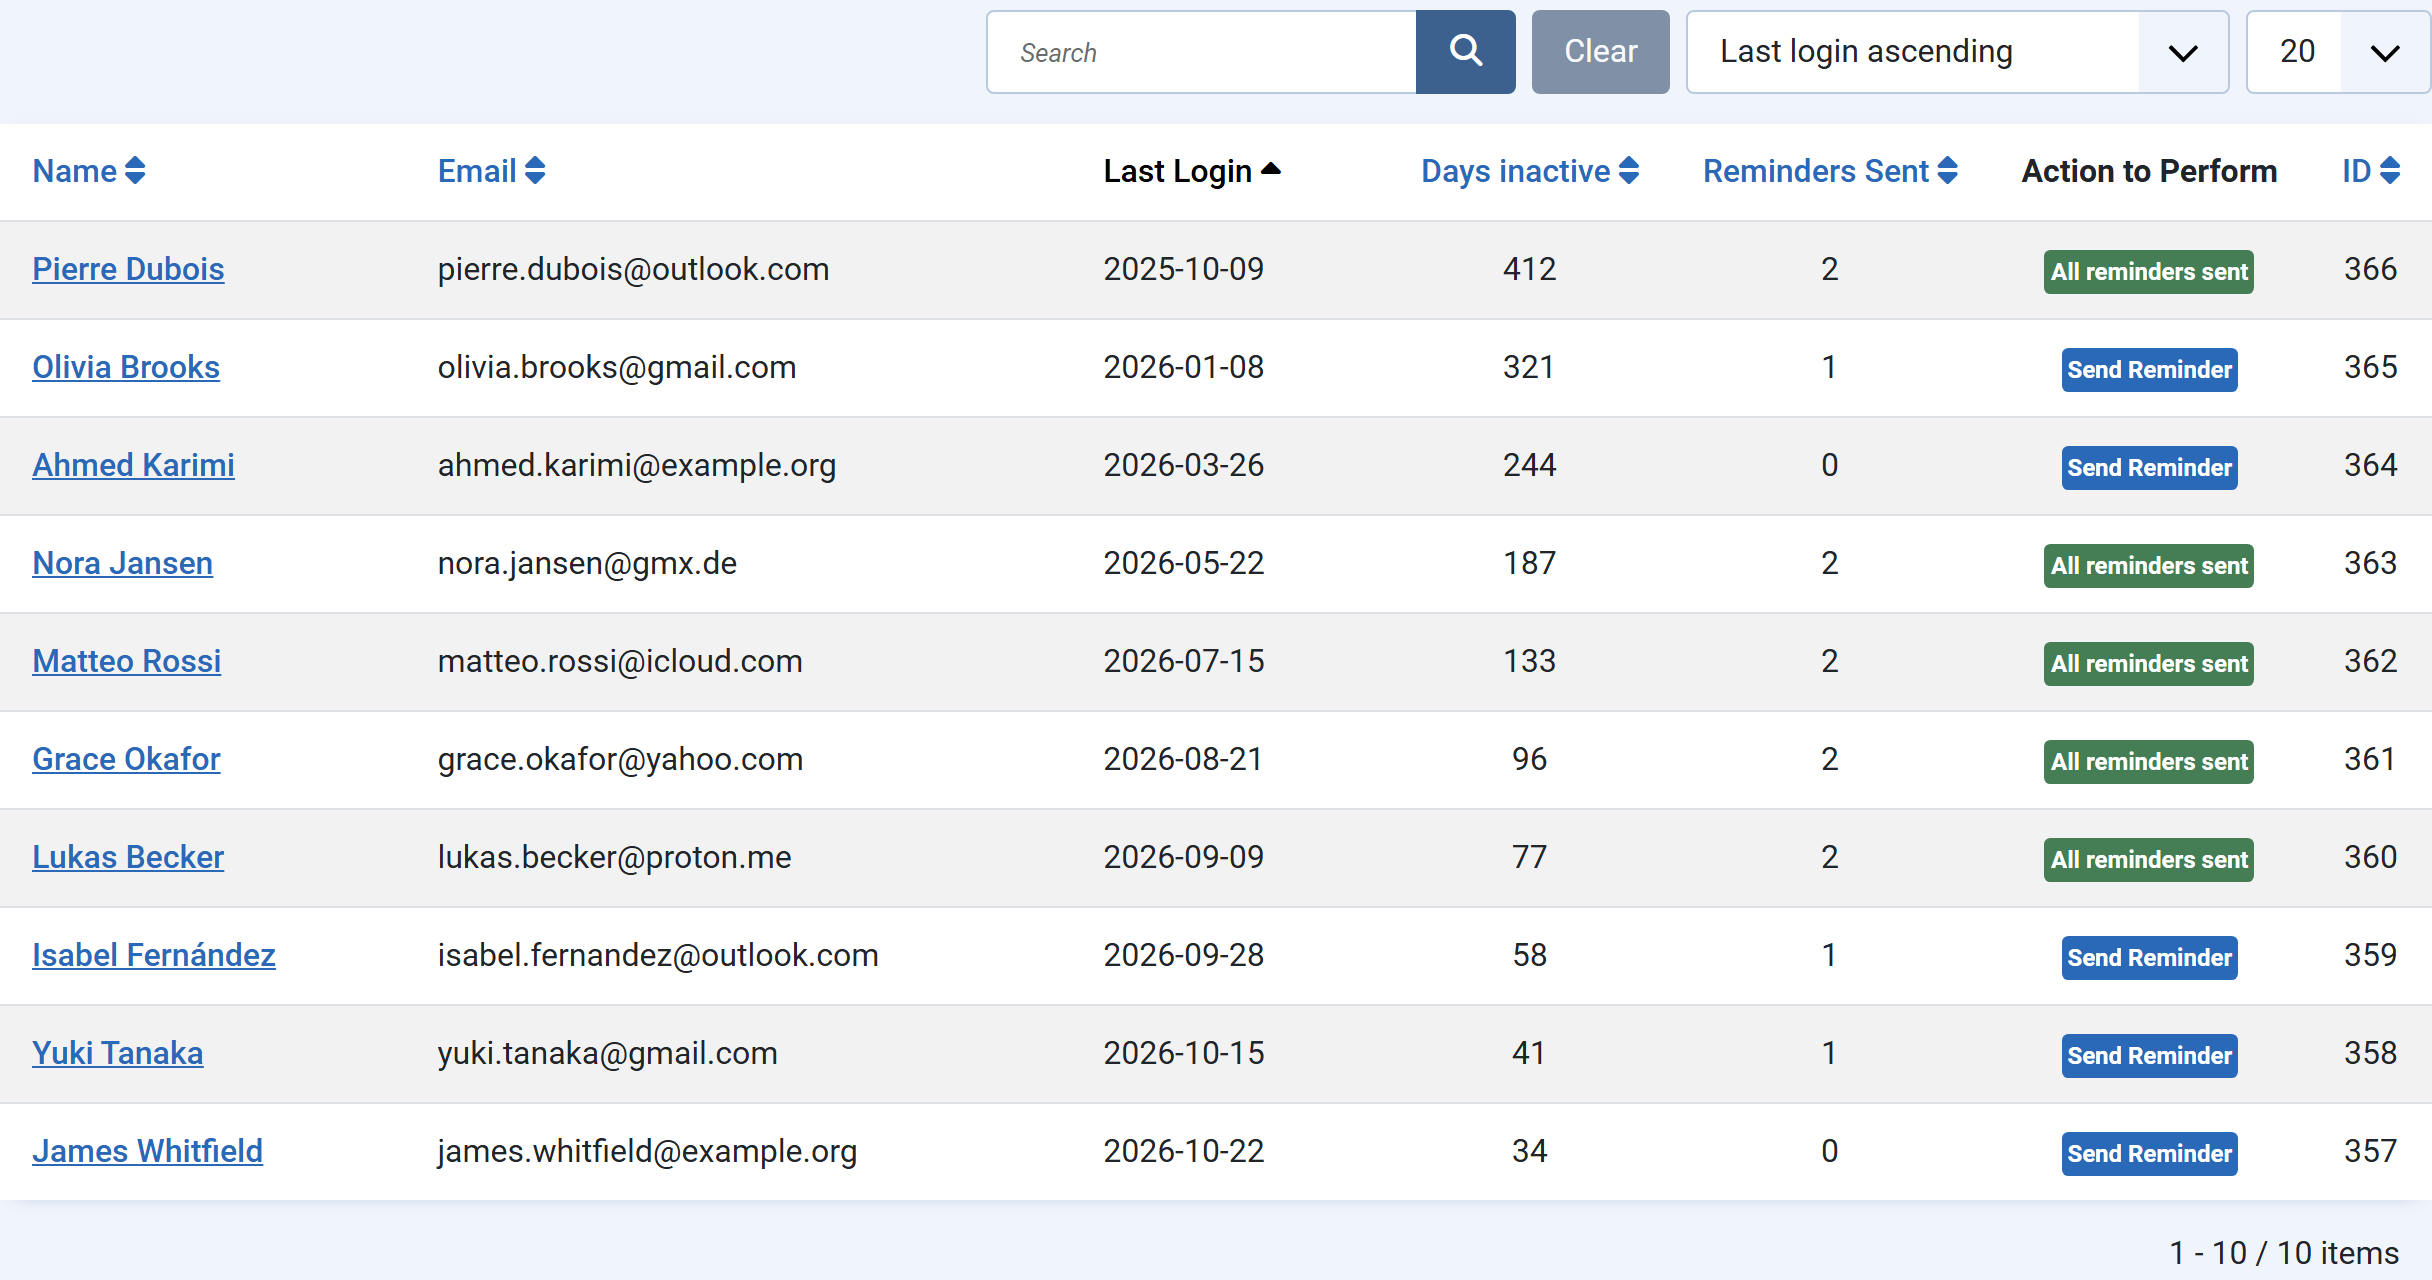 Search Clear Last login ascending 20
Name Email Last Login Days inactive Reminders Sent Action to Perform ID
Pierre Dubois pierre.dubois@outlook.com 2025-10-09 412 2 All reminders sent 366
Olivia Brooks olivia.brooks@gmail.com 2026-01-08 321 1 Send Reminder 365
Ahmed Karimi ahmed.karimi@example.org 2026-03-26 244 0 Send Reminder 364
Nora Jansen nora.jansen@gmx.de 2026-05-22 187 2 All reminders sent 363
Matteo Rossi matteo.rossi@icloud.com 2026-07-15 133 2 All reminders sent 362
Grace Okafor grace.okafor@yahoo.com 2026-08-21 96 2 All reminders sent 361
Lukas Becker lukas.becker@proton.me 2026-09-09 77 2 All reminders sent 360
Isabel Fernández isabel.fernandez@outlook.com 2026-09-28 58 1 Send Reminder 359
Yuki Tanaka yuki.tanaka@gmail.com 2026-10-15 41 1 Send Reminder 358
James Whitfield james.whitfield@example.org 2026-10-22 34 0 Send Reminder 357
1 - 10 / 10 items